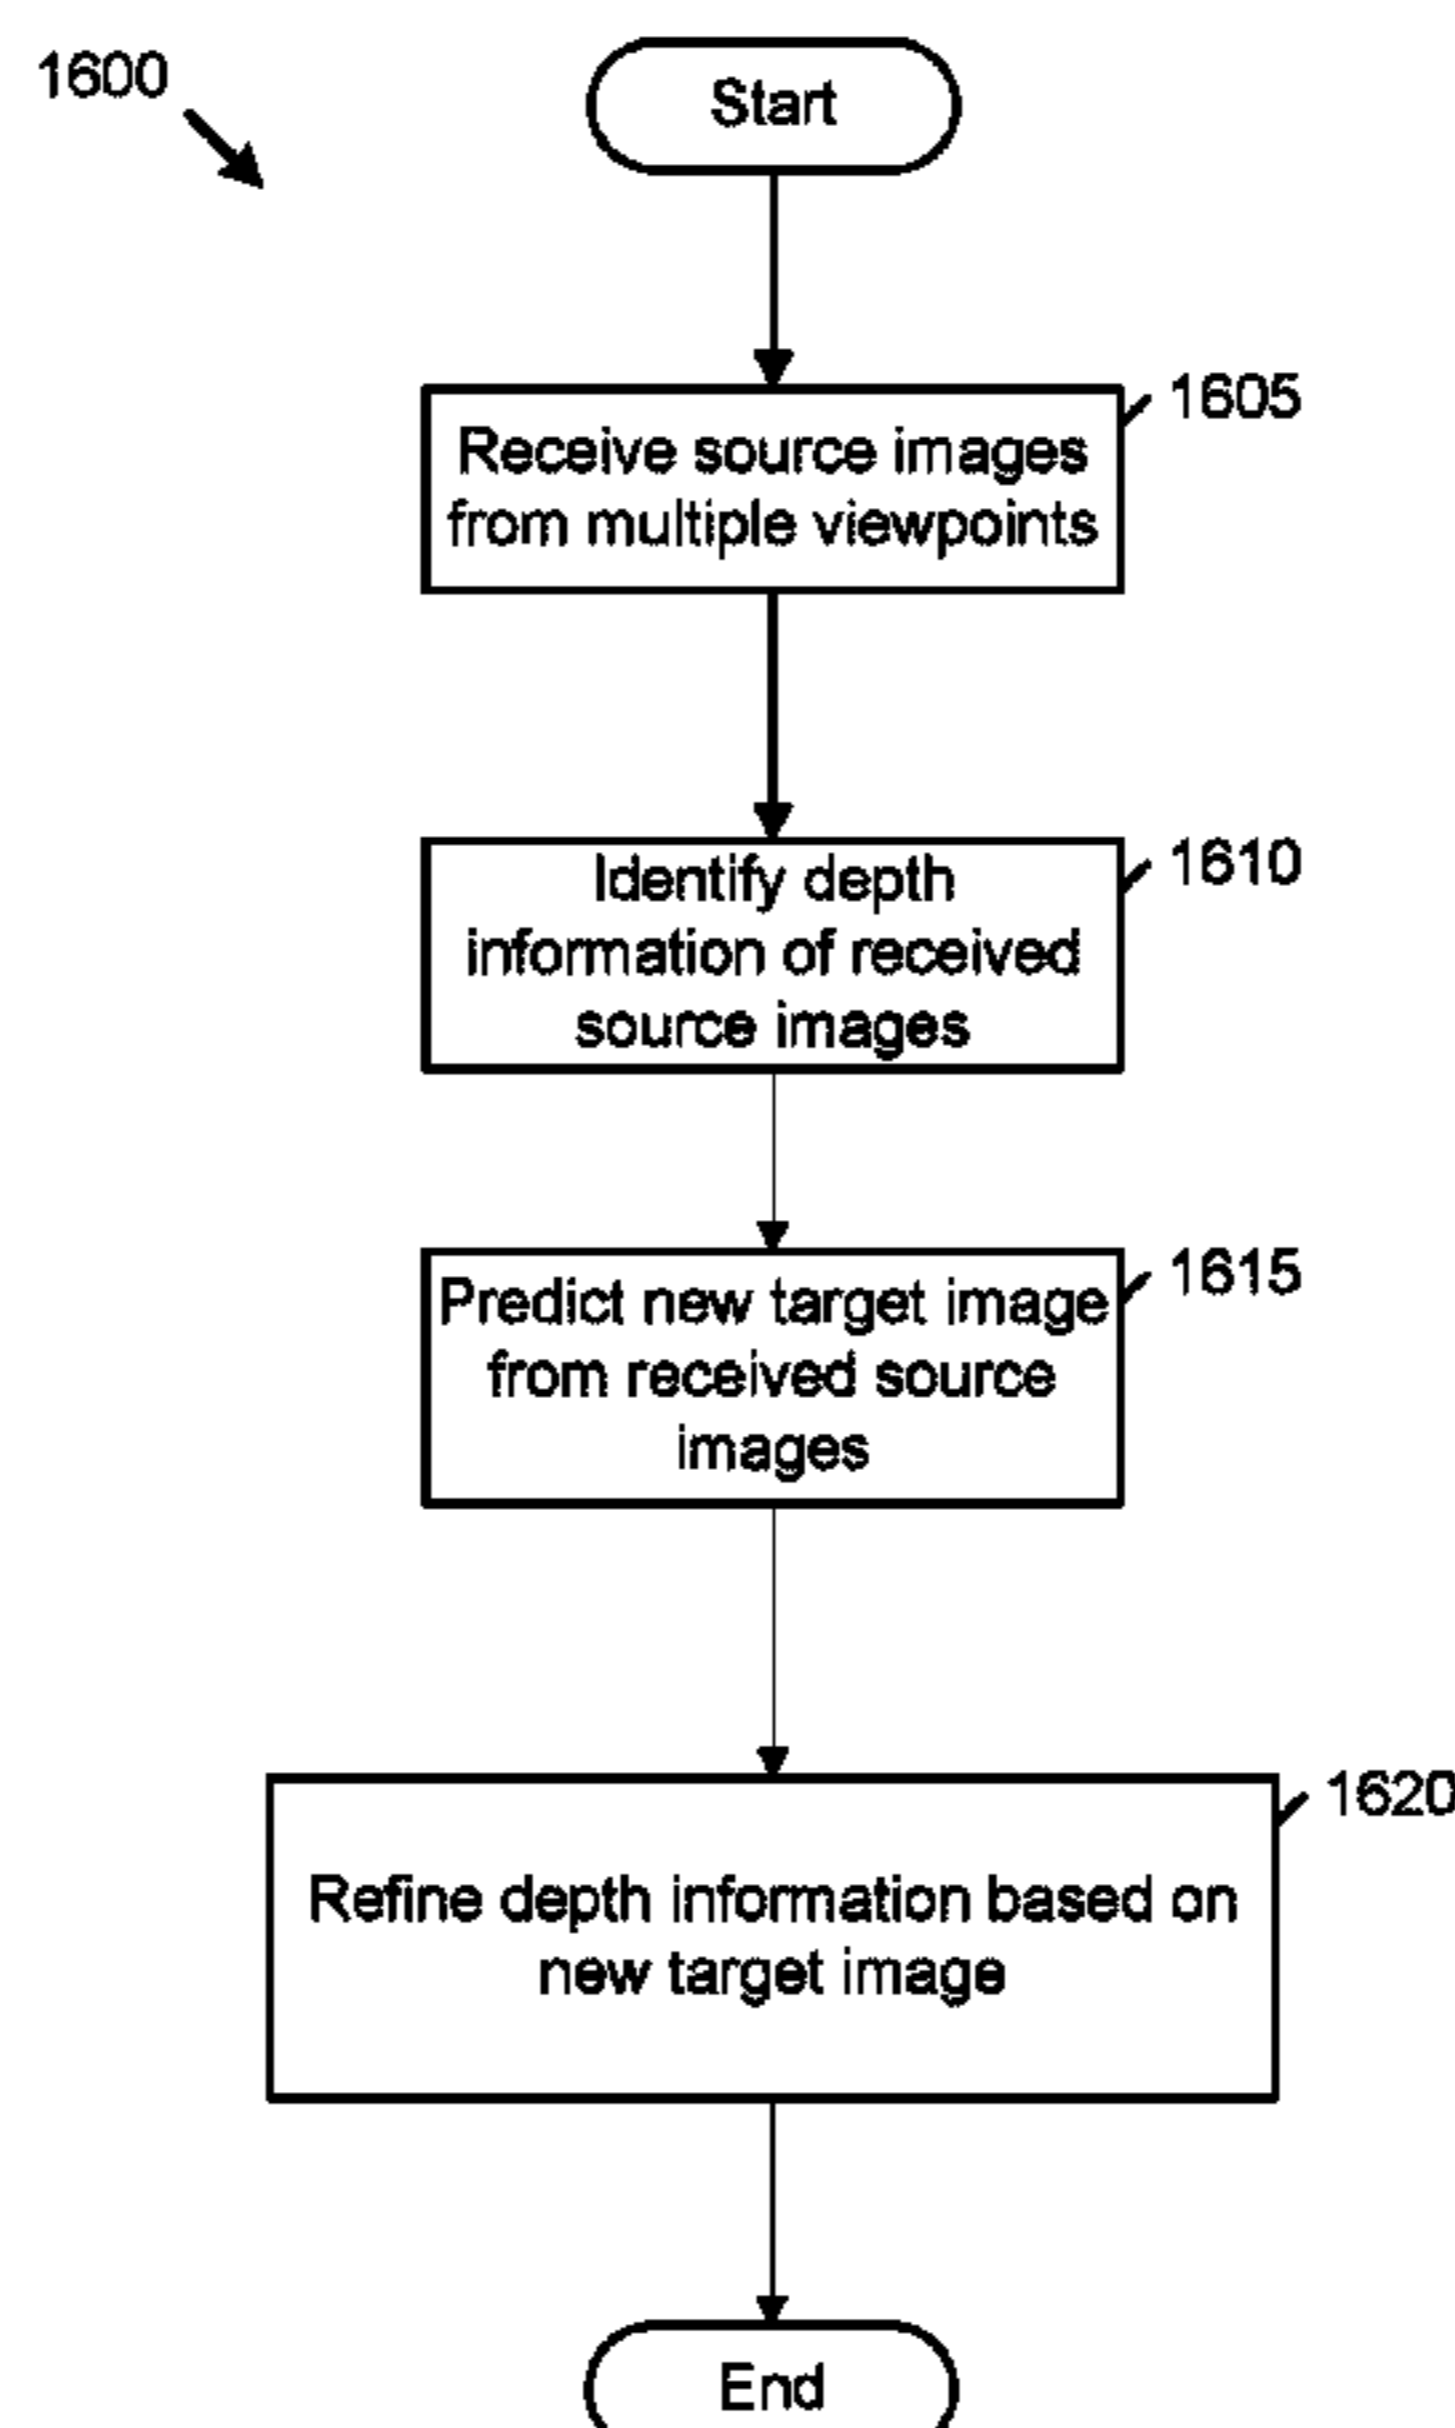 1600
Start
1605
Receive source images
from multiple viewpoints
1610
Identify depth
information of received
source images
1615
Predict new target image
from received source
images
1620
Refine depth information based on
new target image
End